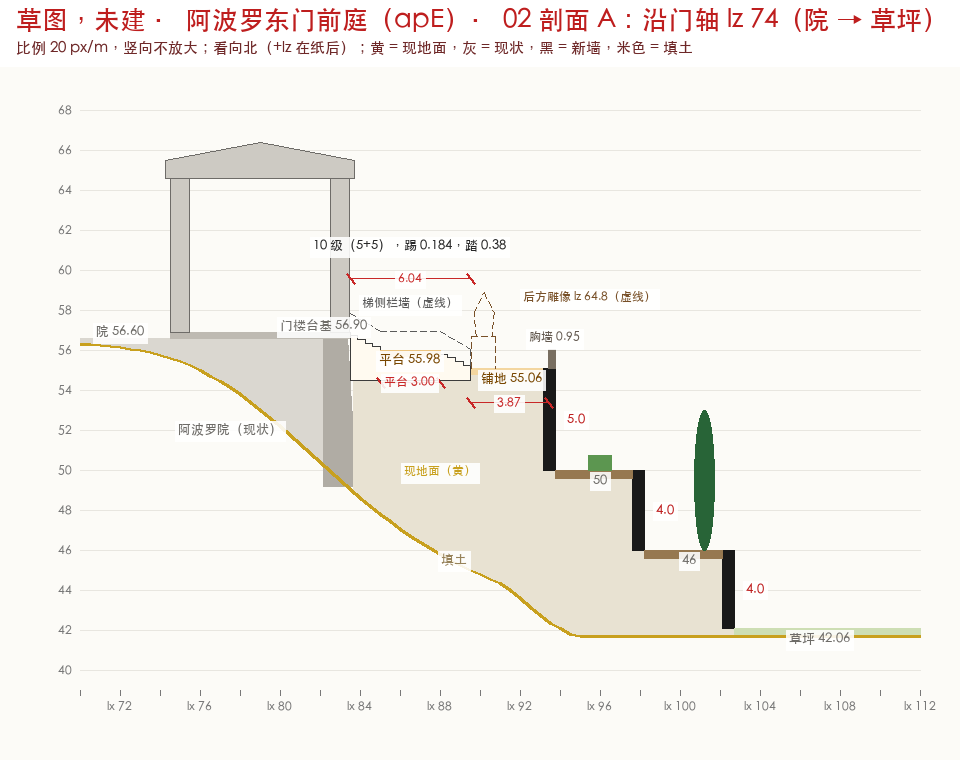 草图，未建 · 阿波罗东门前庭（apE）· 02 剖面 A：沿门轴 lz 74（院 → 草坪）
比例 20 px/m，竖向不放大；看向北（+lz 在纸后）；黄 = 现地面，灰 = 现状，黑 = 新墙，米色 = 填土
68
66
64
62
10 级（5+5），踢 0.184，踏 0.38
60
6.04
后方雕像 lz 64.8（虚线）
梯侧栏墙（虚线）
58
门楼台基 56.90
院 56.60
胸墙 0.95
56
平台 55.98
平台 3.00
铺地 55.06
54
3.87
5.0
52
阿波罗院（现状）
50
现地面（黄）
50
48
4.0
46
填土
46
44
4.0
42
草坪 42.06
40
lx 72
lx 76
lx 80
lx 84
lx 88
lx 92
lx 96
lx 100
lx 104
lx 108
lx 112